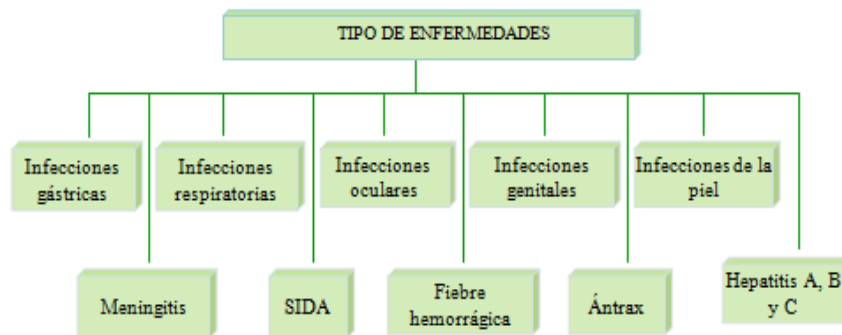 TIPO DE ENFERMEDADES
Infecciones
gástricas
Infecciones
respiratorias
Infecciones
oculares
Infecciones
genitales
Infecciones de la
piel
Meningitis
SIDA
Fiebre
hemorrágica
Ántrax
Hepatitis A, B
y C